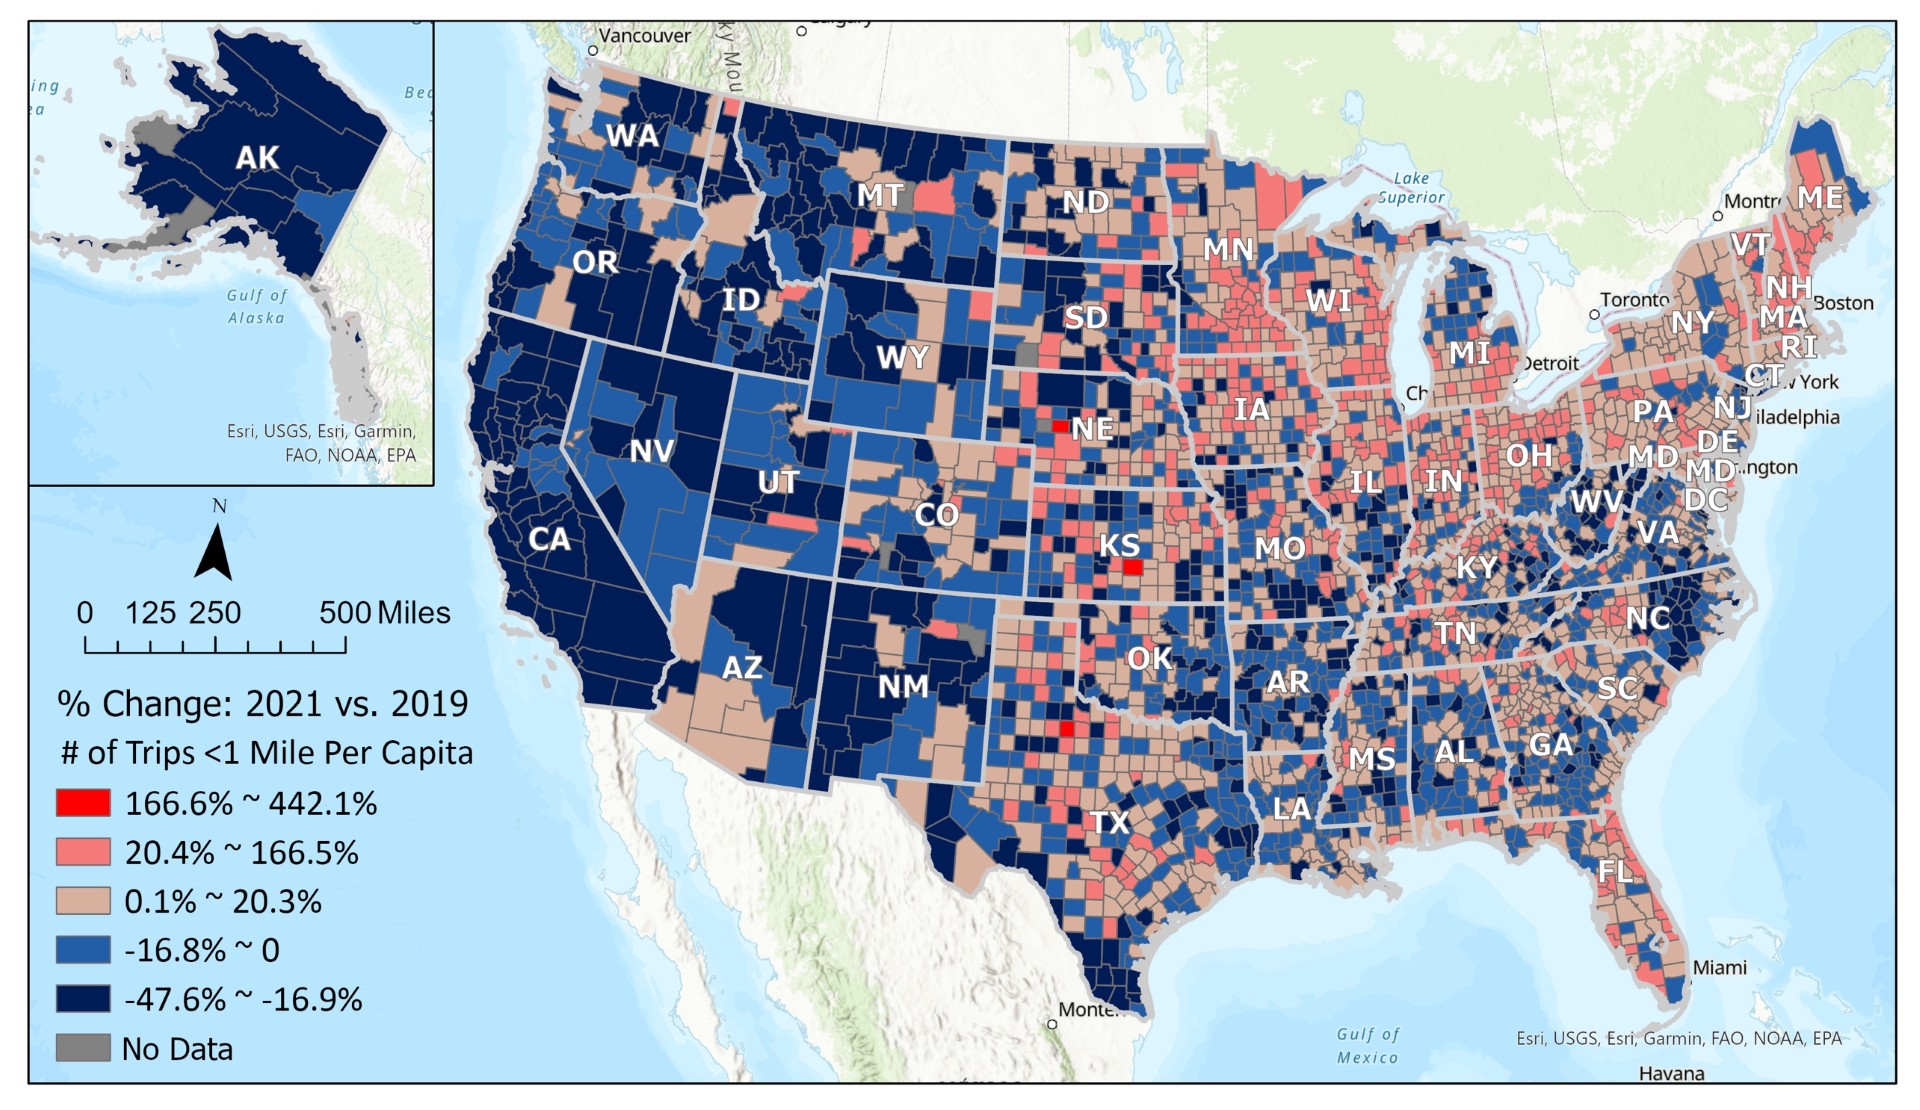 Vancouver
ky Mou
Bea
ing
ea
AK
Gulf of
Alaska
Esri, USGS, Esri, Garmin,
FAO, NOAA, EPA
N
0 125 250 500 Miles
% Change: 2021 vs. 2019
# of Trips <1 Mile Per Capita
166.6% ~ 442.1%
20.4% ~ 166.5%
0.1% ~ 20.3%
-16.8% ~ 0
-47.6% ~ -16.9%
No Data
WA
MT
ND
MN
OR
ID
WY
SD
WI
MI
NV
UT
CO
NE
IA
IL
IN
OH
CA
AZ
NM
KS
MO
KY
WV
VA
OK
AR
TN
NC
SC
TX
LA
MS
AL
GA
FL
ME
VT
NH
MA
RI
CT
NY
PA
NJ
DE
MD
MD
DC
Lake
Superior
Montr
Toronto
Boston
Detroit
Ch
w York
iladelphia
ngton
Miami
Monte
Gulf of
Mexico
Esri, USGS, Esri, Garmin, FAO, NOAA, EPA
Havana